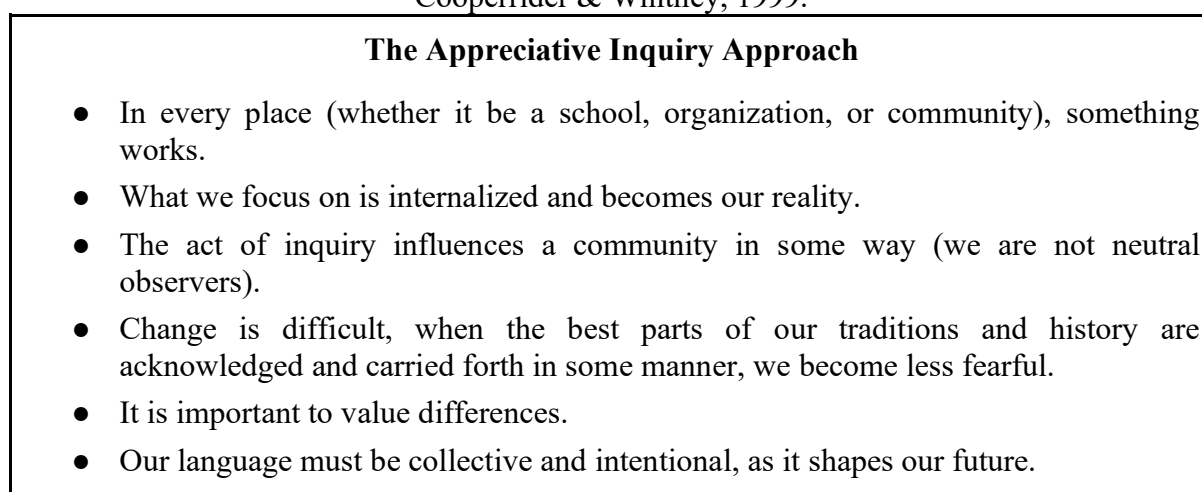 Cooperrider & Whitney, 1999.
The Appreciative Inquiry Approach
● In every place (whether it be a school, organization, or community), something
works.
● What we focus on is internalized and becomes our reality.
● The act of inquiry influences a community in some way (we are not neutral
observers).
● Change is difficult, when the best parts of our traditions and history are
acknowledged and carried forth in some manner, we become less fearful.
● It is important to value differences.
● Our language must be collective and intentional, as it shapes our future.